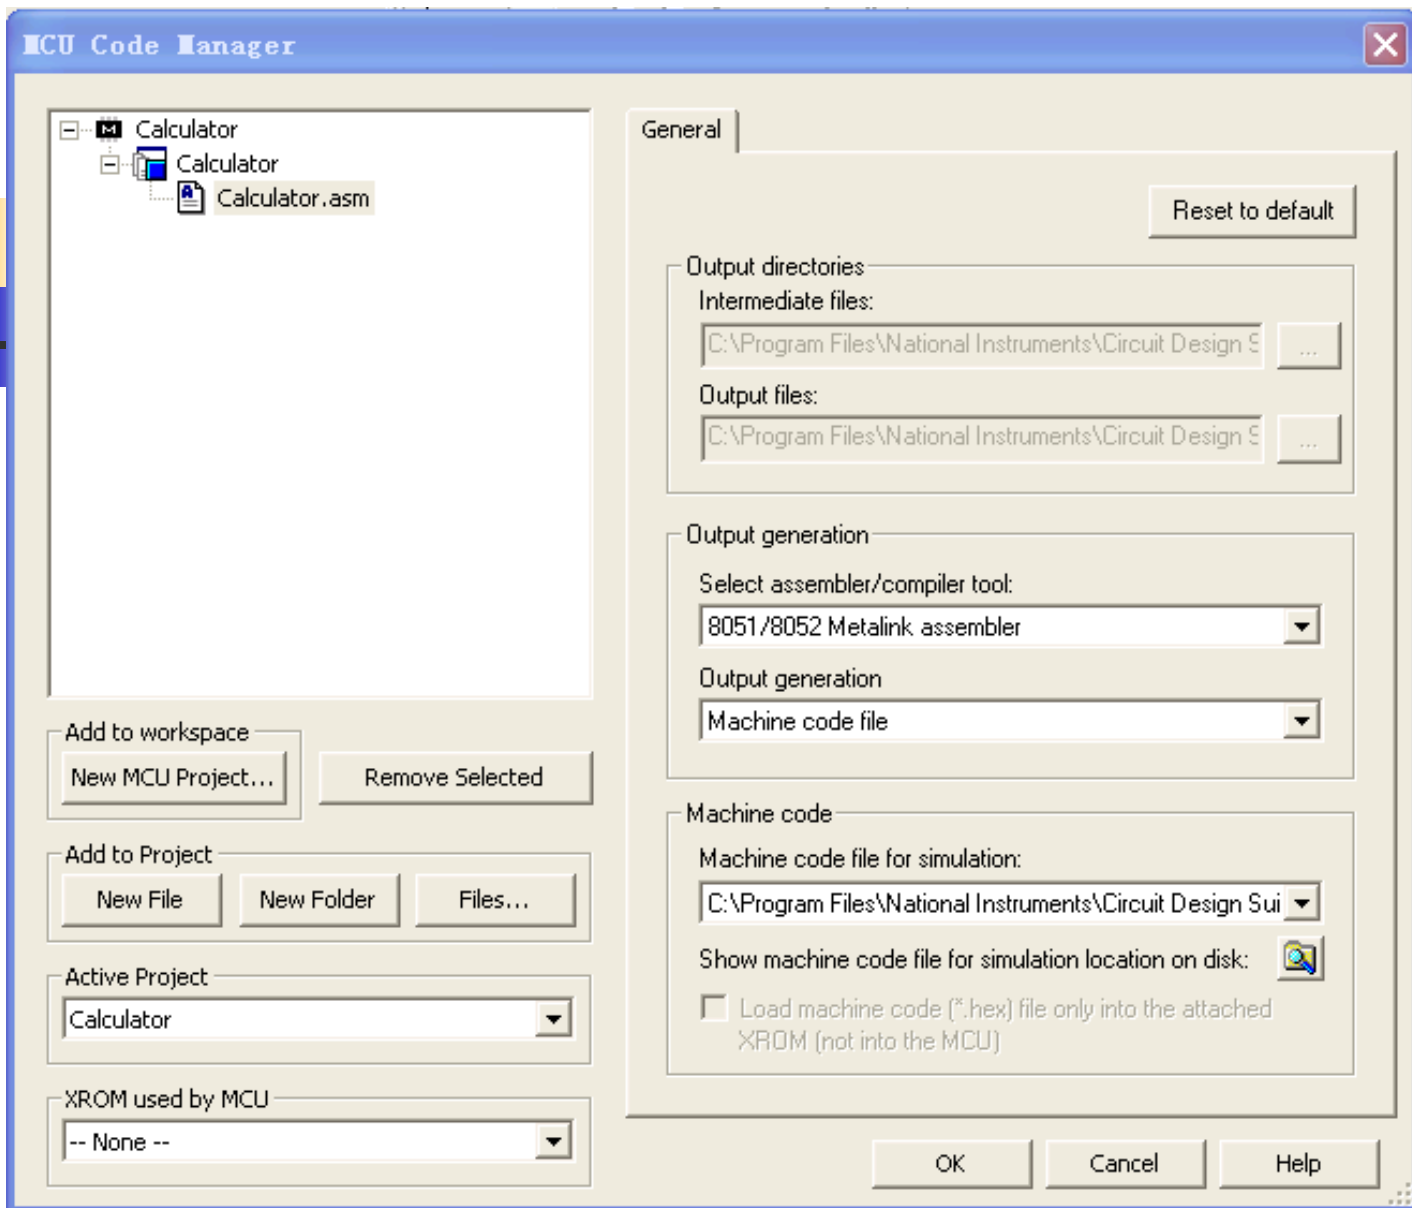 MCU Code Manager
Calculator
Calculator
Calculator.asm
Add to workspace
New MCU Project...
Remove Selected
Add to Project
New File
New Folder
Files...
Active Project
Calculator
XROM used by MCU
-- None --
General
Reset to default
Output directories
Intermediate files:
C:\Program Files\National Instruments\Circuit Design S
...
Output files:
C:\Program Files\National Instruments\Circuit Design S
...
Output generation
Select assembler/compiler tool:
8051/8052 Metalink assembler
Output generation
Machine code file
Machine code
Machine code file for simulation:
C:\Program Files\National Instruments\Circuit Design Sui
Show machine code file for simulation location on disk:
Load machine code (*.hex) file only into the attached
XROM (not into the MCU)
OK
Cancel
Help